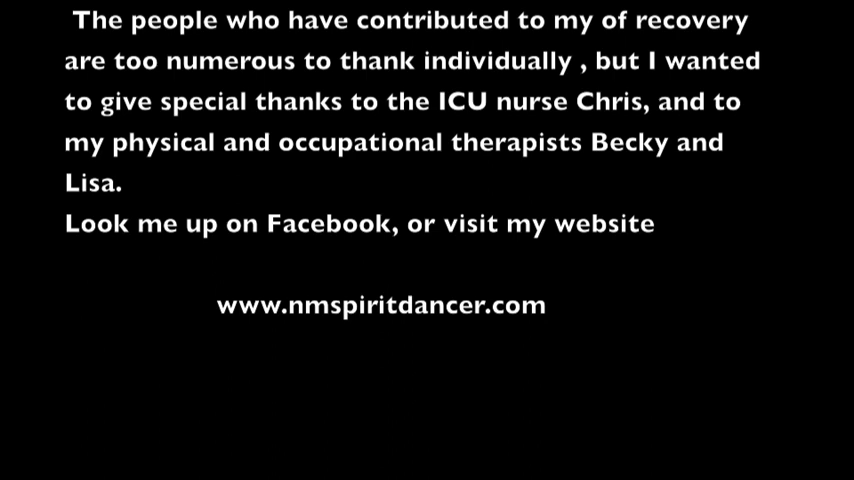 The people who have contributed to my of recovery
are too numerous to thank individually , but I wanted
to give special thanks to the ICU nurse Chris, and to
my physical and occupational therapists Becky and
Lisa.
Look me up on Facebook, or visit my website
www.nmspiritdancer.com